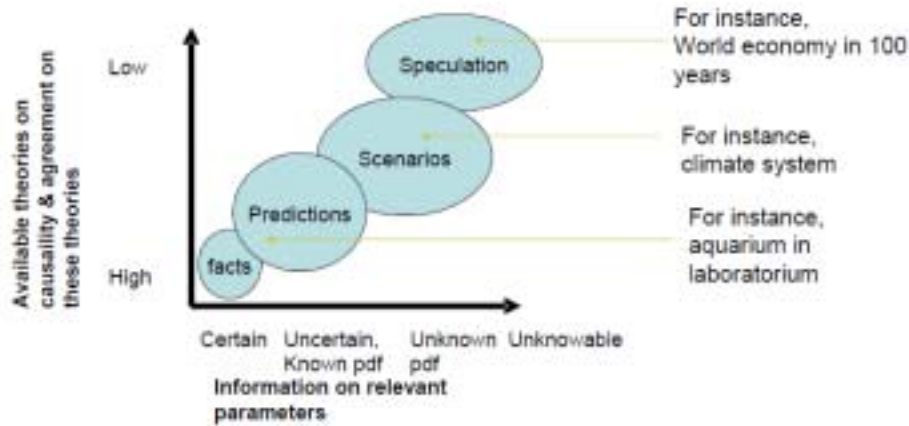 Available theories on
causaility & agreement on
these theories
Low
High
Speculation
Scenarios
Predictions
facts
For instance,
World economy in 100
years
For instance,
climate system
For instance,
aquarium in
laboratorium
Certain
Uncertain,
Known pdf
Unknown
pdf
Unknowable
Information on relevant
parameters